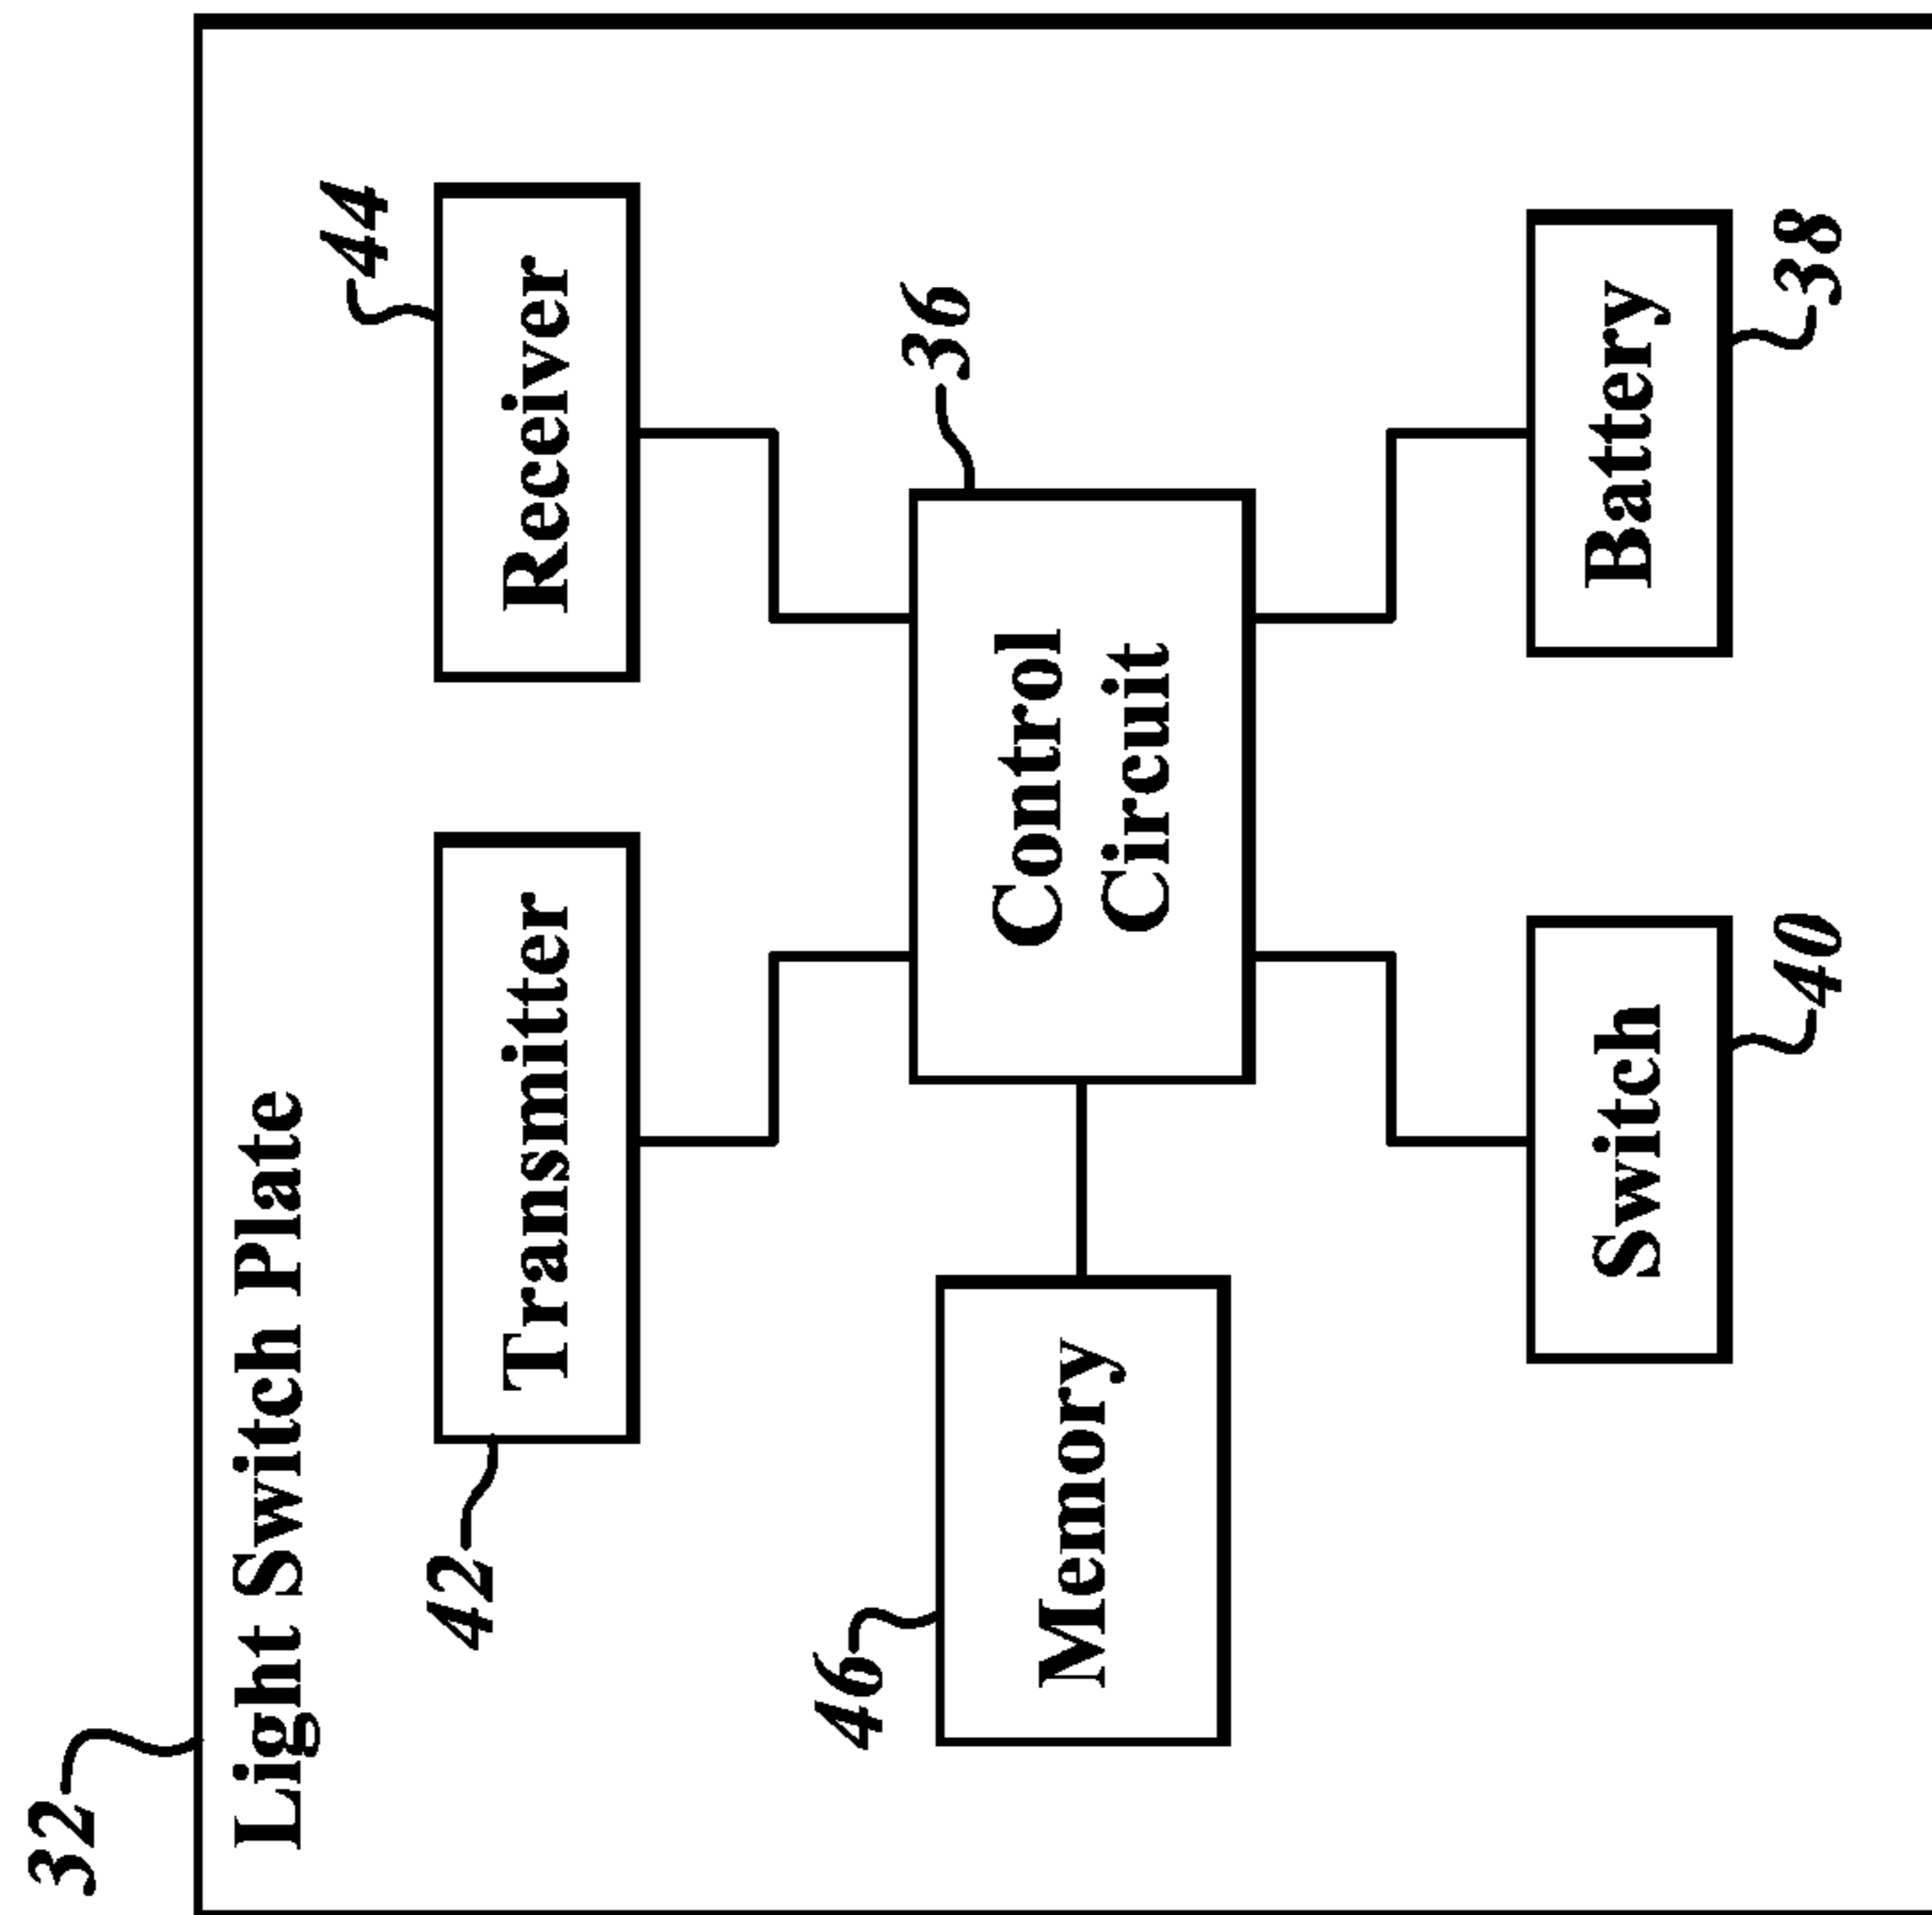 32
Light Switch Plate
42
Transmitter
Receiver
44
46
Memory
Control
Circuit
36
Switch
40
Battery
38